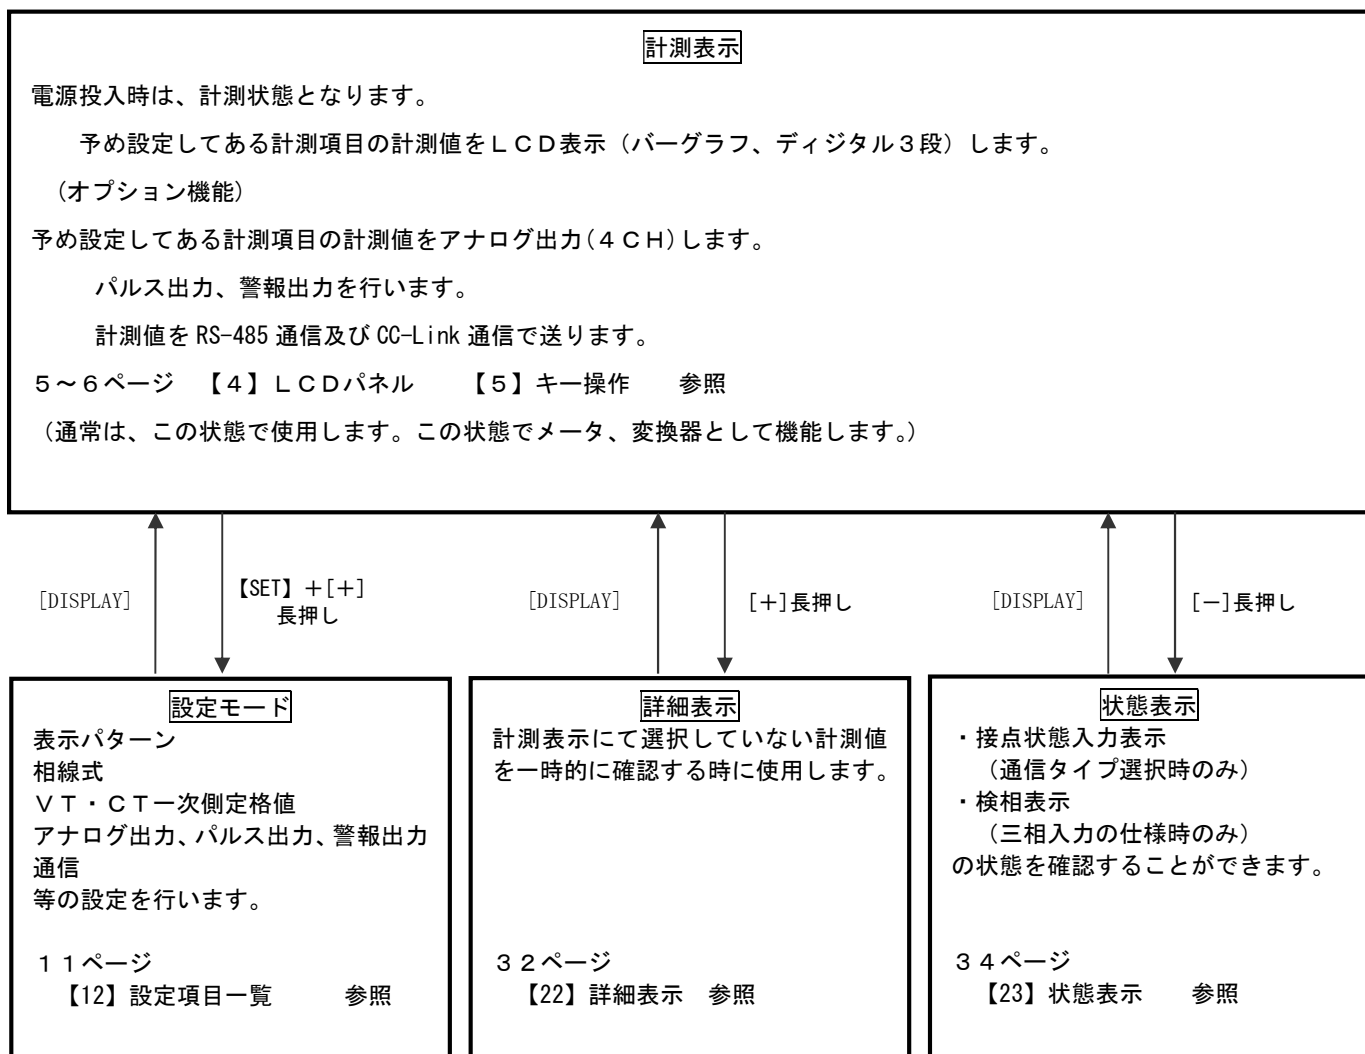 計測表示
電源投入時は、計測状態となります。
予め設定してある計測項目の計測値をＬＣＤ表示（バーグラフ、ディジタル３段）します。
（オプション機能）
予め設定してある計測項目の計測値をアナログ出力(４ＣＨ)します。
パルス出力、警報出力を行います。
計測値を RS-485 通信及び CC-Link 通信で送ります。
５～６ページ　【４】ＬＣＤパネル　　【５】キー操作　　参照
（通常は、この状態で使用します。この状態でメータ、変換器として機能します。）
[DISPLAY]
【SET】＋[＋]
長押し
[DISPLAY]
[＋]長押し
[DISPLAY]
[－]長押し
設定モード
表示パターン
相線式
ＶＴ・ＣＴ一次側定格値
アナログ出力、パルス出力、警報出力
通信
等の設定を行います。
１１ページ
【12】設定項目一覧　　　参照
詳細表示
計測表示にて選択していない計測値
を一時的に確認する時に使用します。
３２ページ
【22】詳細表示　参照
状態表示
・接点状態入力表示
（通信タイプ選択時のみ）
・検相表示
（三相入力の仕様時のみ）
の状態を確認することができます。
３４ページ
【23】状態表示　　参照